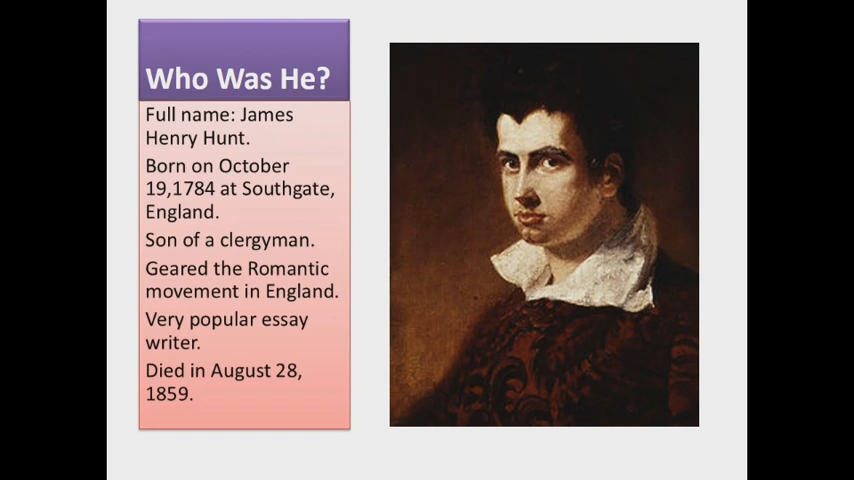 Who Was He?
Full name: James
Henry Hunt.
Born on October
19,1784 at Southgate,
England.
Son of a clergyman.
Geared the Romantic
movement in England.
Very popular essay
writer.
Died in August 28,
1859.